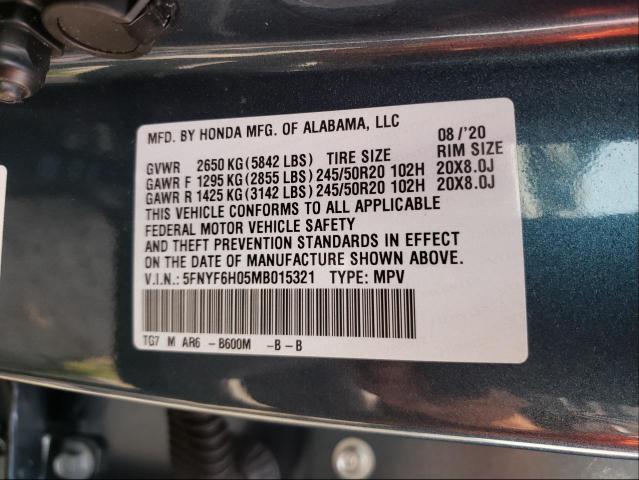 MFD. BY HONDA MFG. OF ALABAMA, LLC 08/'20
GVWR 2650 KG (5842 LBS) TIRE SIZE RIM SIZE
GAWR F 1295 KG (2855 LBS) 245/50R20 102H 20X8.0J
GAWR R 1425 KG (3142 LBS) 245/50R20 102H 20X8.0J
THIS VEHICLE CONFORMS TO ALL APPLICABLE
FEDERAL MOTOR VEHICLE SAFETY
AND THEFT PREVENTION STANDARDS IN EFFECT
ON THE DATE OF MANUFACTURE SHOWN ABOVE.
V.I.N.: 5FNYF6H05MB015321 TYPE: MPV
TG7 M AR6 -B600M -B-B